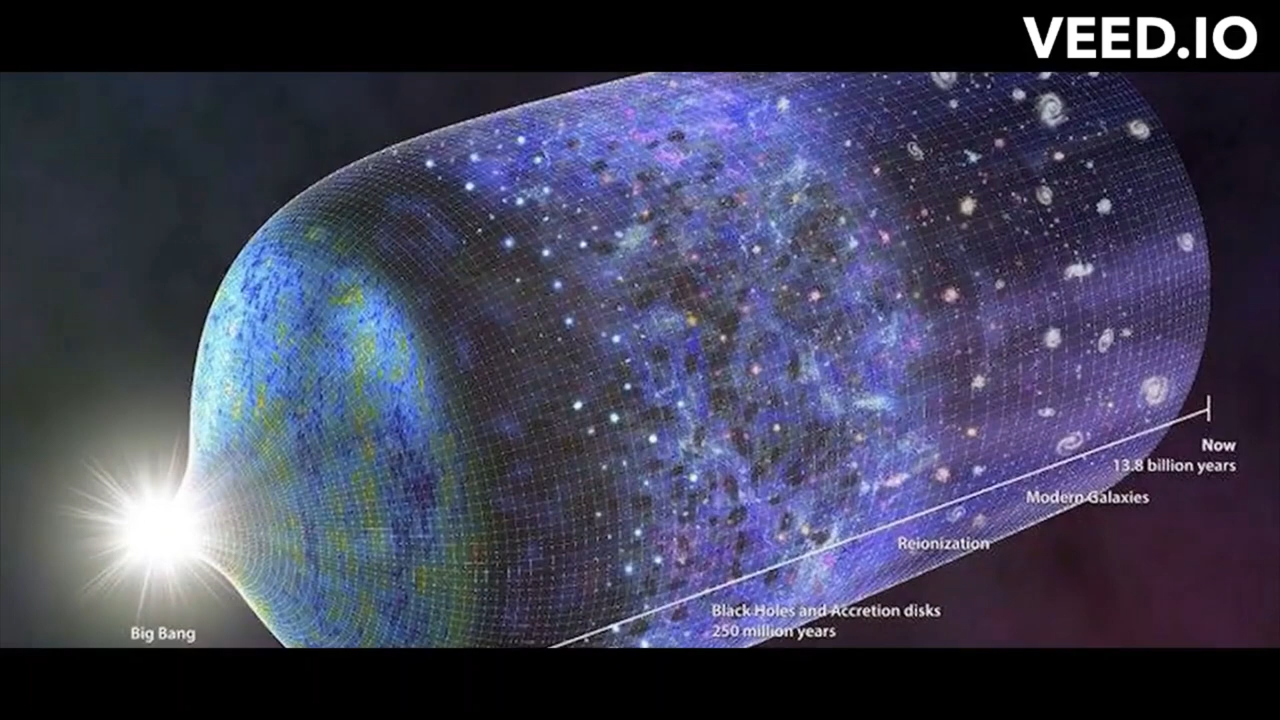 VEED.IO
Now
13.8 billion years
Modern Galaxies
Reionization
Black Holes and Accretion disks
250 million years
Big Bang